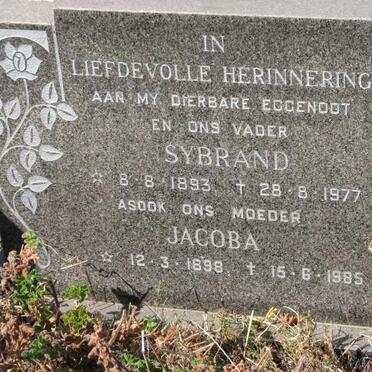 IN
LIEFDEVOLLE HERINNERING
AAN MY DIERBARE EGGENOOT
EN ONS VADER
SYBRAND
☆ 8-8-1893 ✝ 28-8-1977
ASOOK ONS MOEDER
JACOBA
☆ 12-3-1898 ✝ 15-6-1985